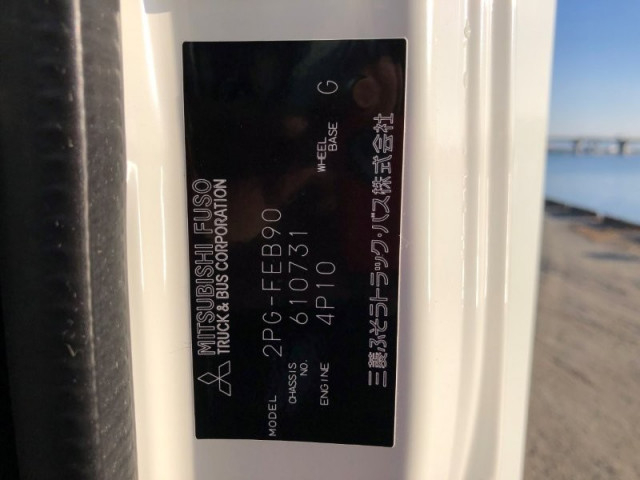 MITSUBISHI FUSO
TRUCK & BUS CORPORATION
MODEL 2PG-FEB90
CHASSIS NO. 610731
ENGINE 4P10 WHEEL BASE G
三菱ふそうトラック・バス株式会社